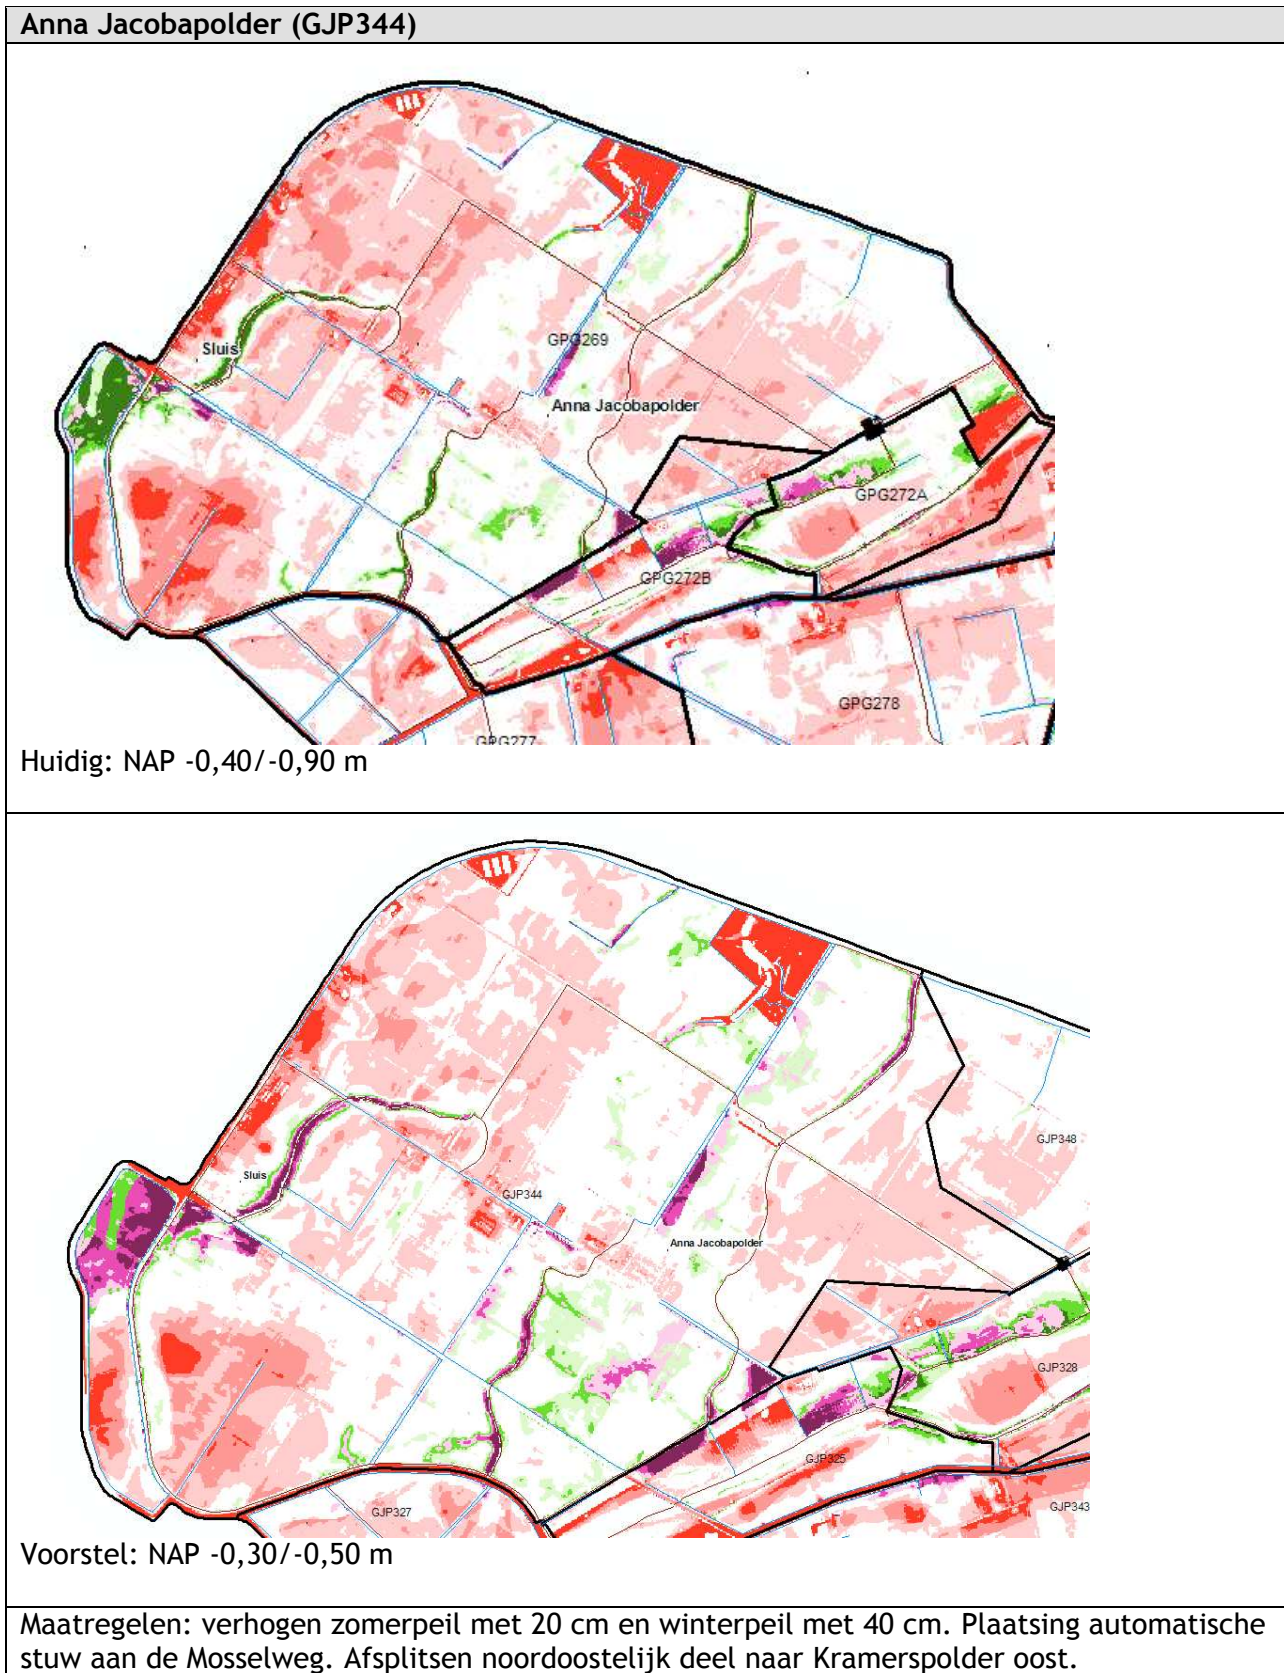 Anna Jacobapolder (GJP344)
Sluis
GPG269
Anna Jacobapolder
GPG272A
GPG272B
GPG278
GPG277
Huidig: NAP -0,40/-0,90 m
GJP348
Sluis
GJP344
Anna Jacobapolder
GJP328
GJP325
GJP327
GJP343
Voorstel: NAP -0,30/-0,50 m
Maatregelen: verhogen zomerpeil met 20 cm en winterpeil met 40 cm. Plaatsing automatische
stuw aan de Mosselweg. Afsplitsen noordoostelijk deel naar Kramerspolder oost.